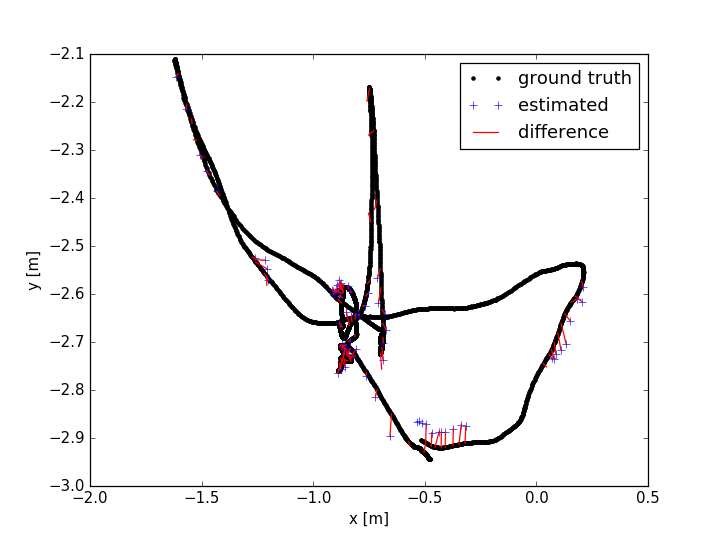 −2.1
ground truth
estimated
difference
−2.2
−2.3
−2.4
−2.5
−2.6
−2.7
−2.8
−2.9
−3.0
y [m]
−2.0 −1.5 −1.0 −0.5 0.0 0.5
x [m]